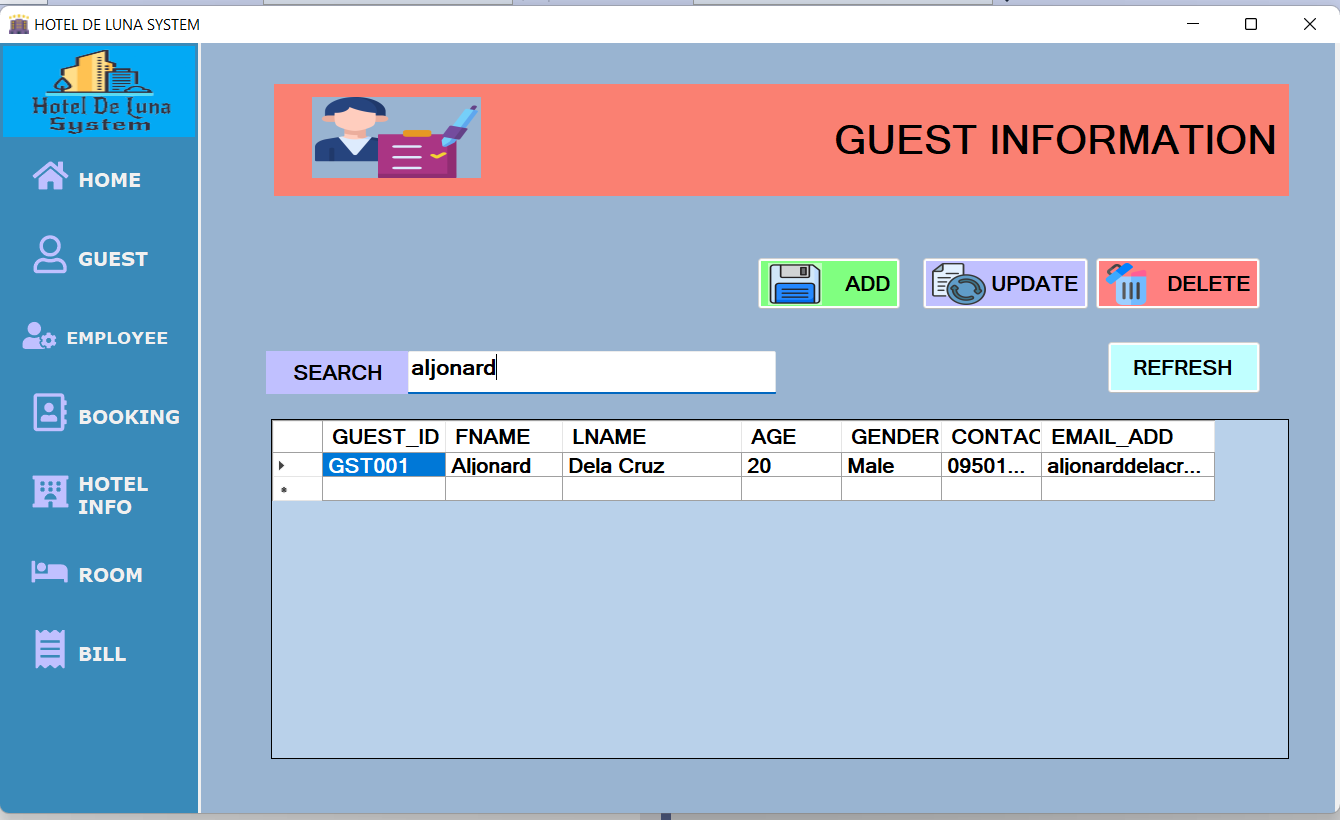 HOTEL DE LUNA SYSTEM
Hotel De Luna
System
HOME
GUEST
EMPLOYEE
BOOKING
HOTEL
INFO
ROOM
BILL
GUEST INFORMATION
ADD UPDATE DELETE
SEARCH aljonard REFRESH
GUEST_ID FNAME LNAME AGE GENDER CONTAC EMAIL_ADD
GST001 Aljonard Dela Cruz 20 Male 09501... aljonarddelacr...